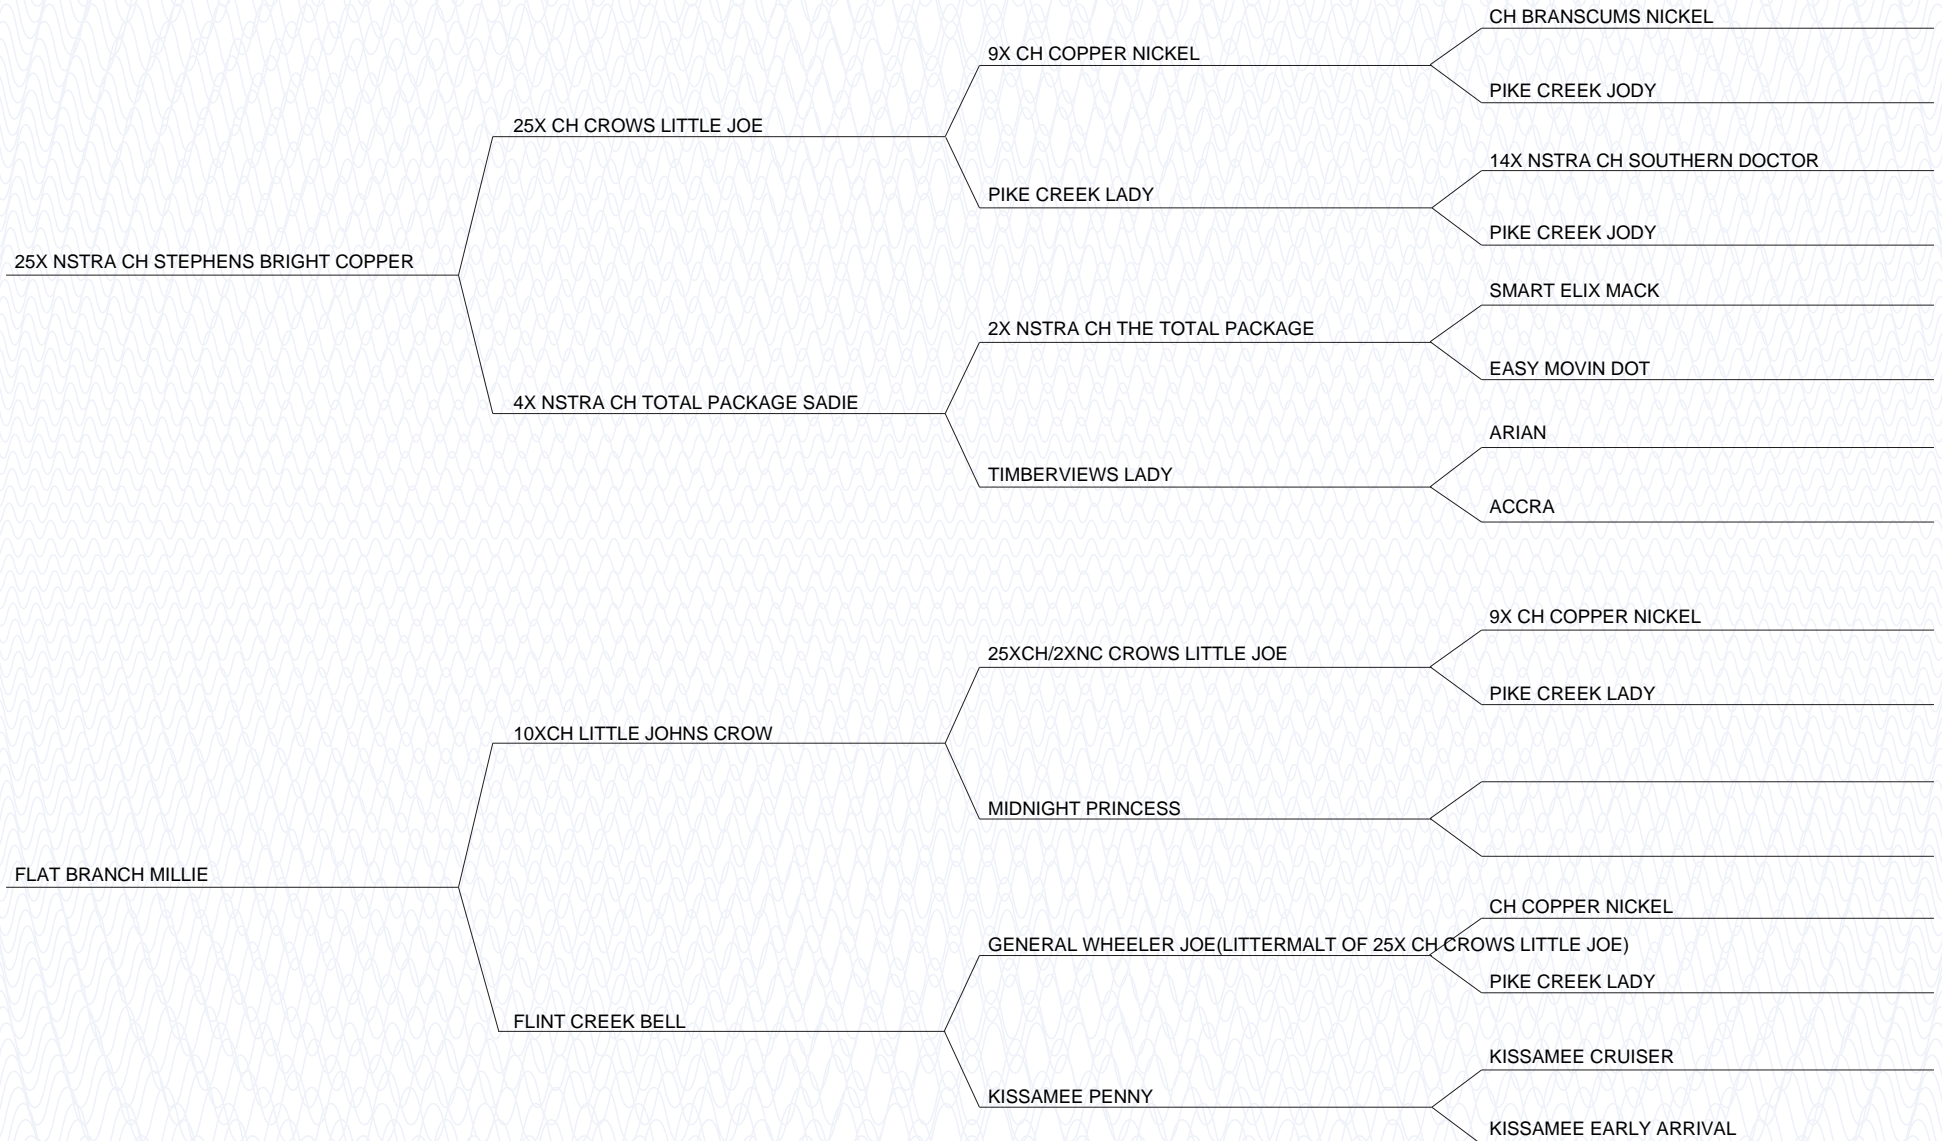 CH BRANSCUMS NICKEL
9X CH COPPER NICKEL
PIKE CREEK JODY
25X CH CROWS LITTLE JOE
14X NSTRA CH SOUTHERN DOCTOR
PIKE CREEK LADY
PIKE CREEK JODY
25X NSTRA CH STEPHENS BRIGHT COPPER
SMART ELIX MACK
2X NSTRA CH THE TOTAL PACKAGE
EASY MOVIN DOT
4X NSTRA CH TOTAL PACKAGE SADIE
ARIAN
TIMBERVIEWS LADY
ACCRA
9X CH COPPER NICKEL
25XCH/2XNC CROWS LITTLE JOE
PIKE CREEK LADY
10XCH LITTLE JOHNS CROW
MIDNIGHT PRINCESS
FLAT BRANCH MILLIE
CH COPPER NICKEL
GENERAL WHEELER JOE(LITTERMALT OF 25X CH CROWS LITTLE JOE)
PIKE CREEK LADY
FLINT CREEK BELL
KISSAMEE CRUISER
KISSAMEE PENNY
KISSAMEE EARLY ARRIVAL